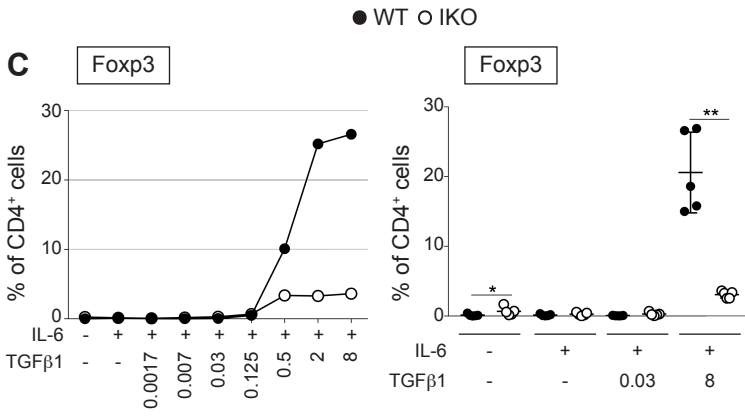 ● WT ○ IKO
C
Foxp3
% of CD4⁺ cells
30
20
10
0
IL-6 - + + + + + + + +
TGFβ1 - - 0.0017 0.007 0.03 0.125 0.5 2 8
Foxp3
% of CD4⁺ cells
30
20
10
0
*
**
IL-6 - + + +
TGFβ1 - - 0.03 8